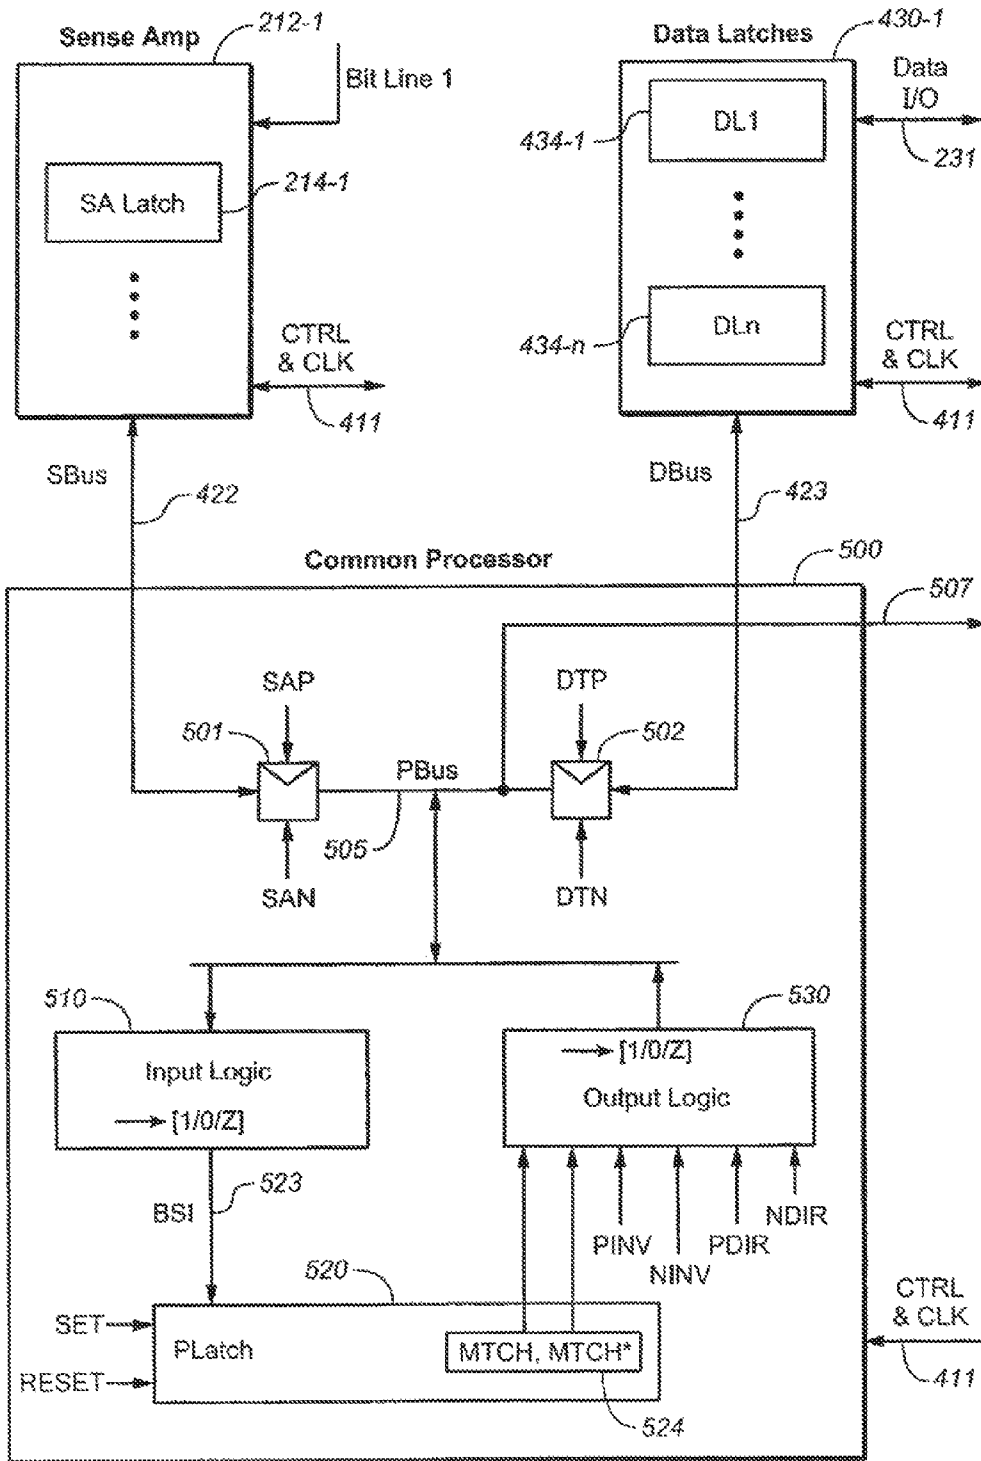 212-1
430-1
Sense Amp
Data Latches
Bit Line 1
Data
I/O
DL1
434-1
231
SA Latch
214-1
DLn
434-n
CTRL
& CLK
CTRL
& CLK
411
411
SBus
DBus
422
423
Common Processor
500
507
SAP
DTP
501
502
PBus
505
SAN
DTN
510
530
Input Logic
[1/0/Z]
[1/0/Z]
Output Logic
BSI
523
PINV
NINV
PDIR
NDIR
520
SET
PLatch
MTCH, MTCH*
RESET
524
CTRL
& CLK
411